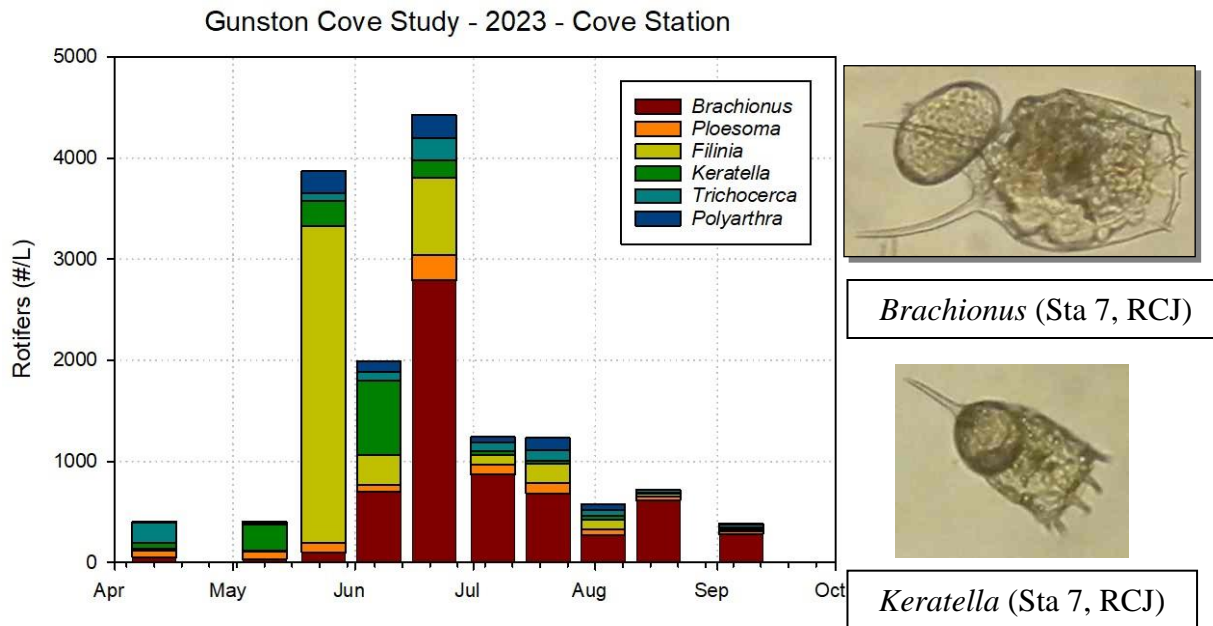 Gunston Cove Study - 2023 - Cove Station
Rotifers (#/L)
5000
4000
3000
2000
1000
0
Apr May Jun Jul Aug Sep Oct
Brachionus
Ploesoma
Filinia
Keratella
Trichocerca
Polyarthra
Brachionus (Sta 7, RCJ)
Keratella (Sta 7, RCJ)